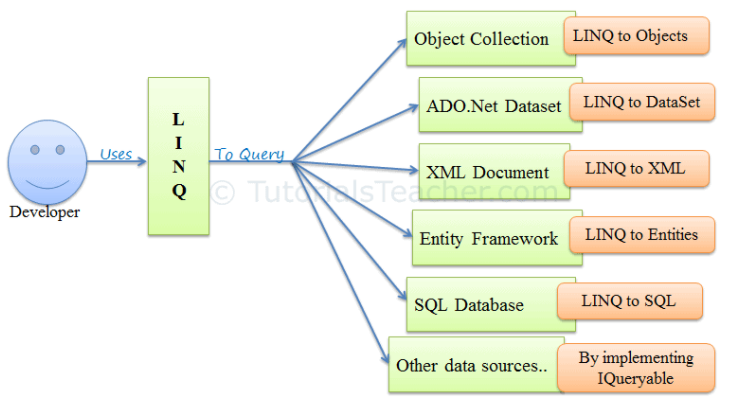 Object Collection
LINQ to Objects
ADO.Net Dataset
LINQ to DataSet
L
I
N
Q
Uses
To Query
XML Document
LINQ to XML
© TutorialsTeacher.com
Developer
Entity Framework
LINQ to Entities
SQL Database
LINQ to SQL
Other data sources..
By implementing
IQueryable